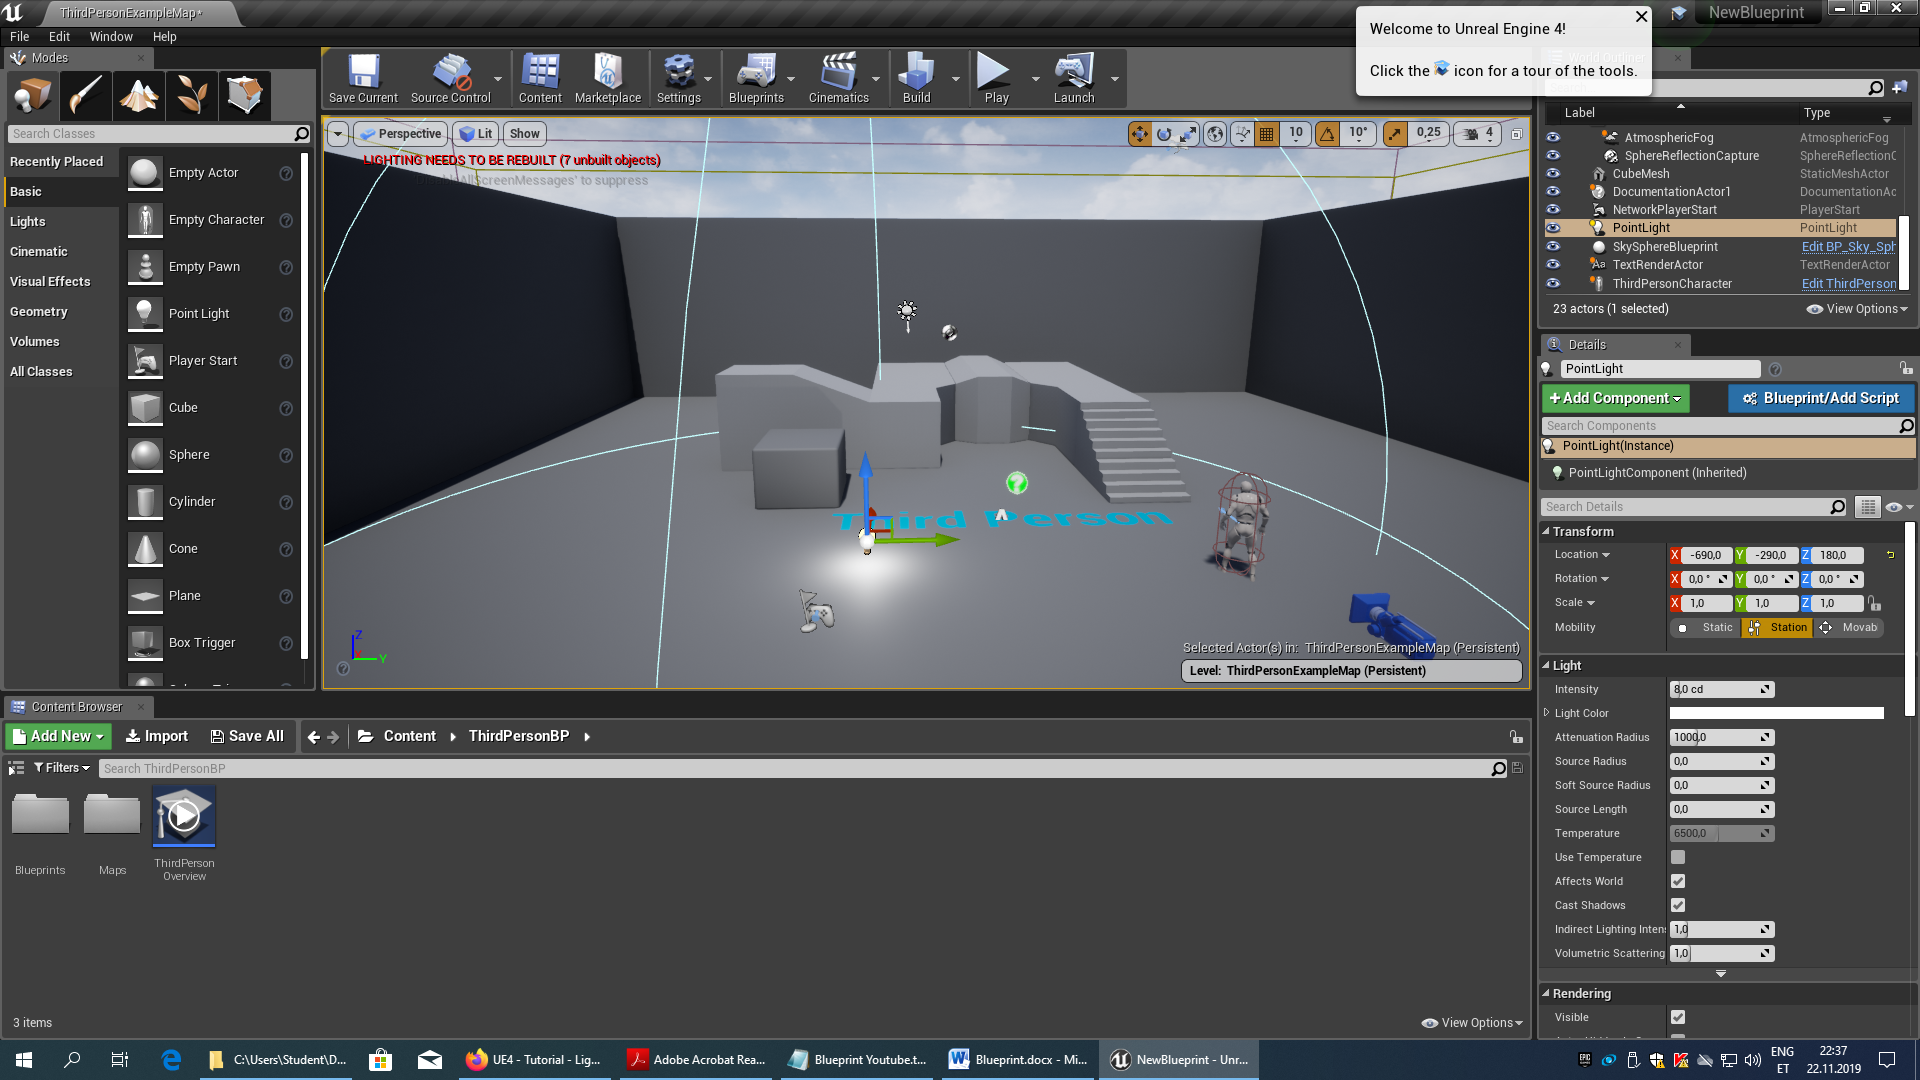 ThirdPersonExampleMap*
NewBlueprint
File Edit Window Help
Welcome to Unreal Engine 4!
Click the icon for a tour of the tools.
Modes
Save Current
Source Control
Content
Marketplace
Settings
Blueprints
Cinematics
Build
Play
Launch
Search Classes
Recently Placed
Basic
Lights
Cinematic
Visual Effects
Geometry
Volumes
All Classes
Empty Actor
Empty Character
Empty Pawn
Point Light
Player Start
Cube
Sphere
Cylinder
Cone
Plane
Box Trigger
Perspective
Lit
Show
10
10°
0,25
4
LIGHTING NEEDS TO BE REBUILT (7 unbuilt objects)
AllScreenMessages' to suppress
Third Person
Z
Y
Selected Actor(s) in: ThirdPersonExampleMap (Persistent)
Level: ThirdPersonExampleMap (Persistent)
World Outliner
Label Type
AtmosphericFog AtmosphericFog
SphereReflectionCapture SphereReflectionC
CubeMesh StaticMeshActor
DocumentationActor1 DocumentationAc
NetworkPlayerStart PlayerStart
PointLight PointLight
SkySphereBlueprint Edit BP_Sky_Sph
TextRenderActor TextRenderActor
ThirdPersonCharacter Edit ThirdPerson
23 actors (1 selected)
View Options
Details
PointLight
Add Component
Blueprint/Add Script
Search Components
PointLight(Instance)
PointLightComponent (Inherited)
Search Details
Transform
Location X -690,0 Y -290,0 Z 180,0
Rotation X 0,0 ° Y 0,0 ° Z 0,0 °
Scale X 1,0 Y 1,0 Z 1,0
Mobility Static Station Movab
Light
Intensity 8,0 cd
Light Color
Attenuation Radius 1000,0
Source Radius 0,0
Soft Source Radius 0,0
Source Length 0,0
Temperature 6500,0
Use Temperature
Affects World
Cast Shadows
Indirect Lighting Inten 1,0
Volumetric Scattering 1,0
Rendering
Visible
Content Browser
Add New Import Save All Content ThirdPersonBP
Filters Search ThirdPersonBP
Blueprints
Maps
ThirdPerson
Overview
3 items
View Options
C:\Users\Student\D...
UE4 - Tutorial - Lig...
Adobe Acrobat Rea...
Blueprint Youtube.t...
Blueprint.docx - Mi...
NewBlueprint - Unr...
ENG
ET
22:37
22.11.2019